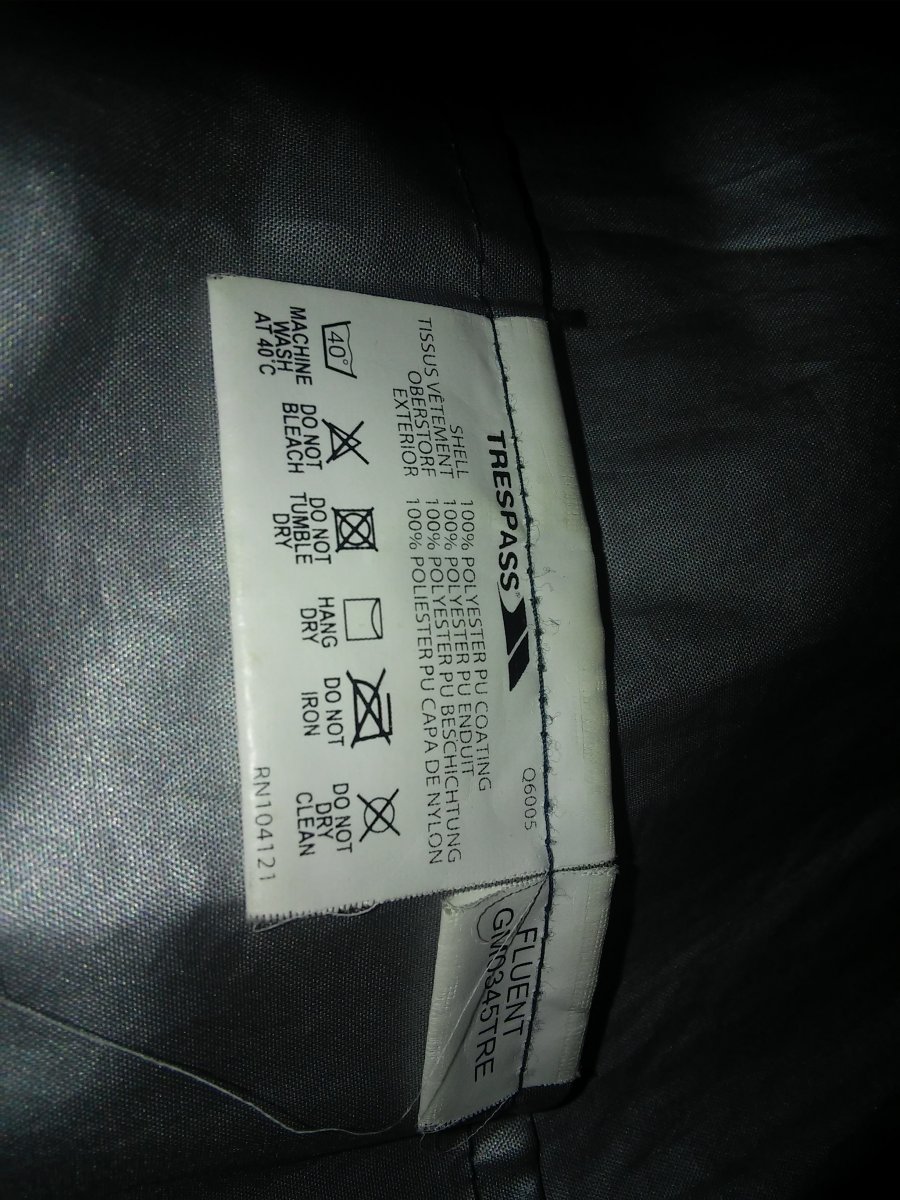 Q6005
TRESPASS®
SHELL 100% POLYESTER PU COATING
TISSUS VÊTEMENT 100% POLYESTER PU ENDUIT
OBERSTORF 100% POLYESTER PU BESCHICHTUNG
EXTERIOR 100% POLIESTER PU CAPA DE NYLON
40°
MACHINE
WASH
AT 40°C
DO NOT
BLEACH
DO NOT
TUMBLE
DRY
HANG
DRY
DO NOT
IRON
DO NOT
DRY
CLEAN
RN104121
FLUENT
GM0345TRE